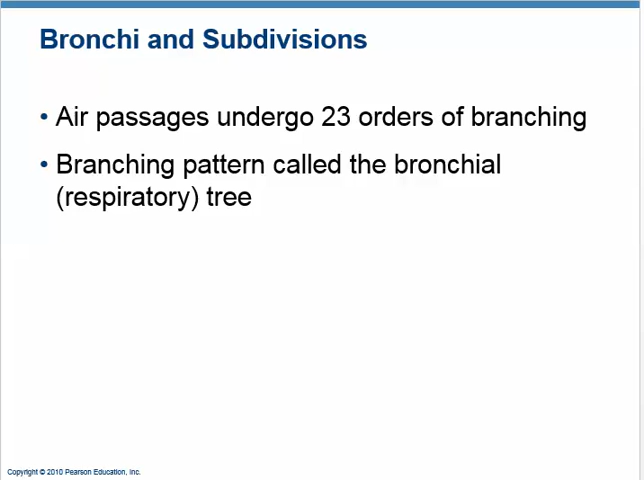 Bronchi and Subdivisions
• Air passages undergo 23 orders of branching
• Branching pattern called the bronchial
(respiratory) tree
Copyright © 2010 Pearson Education, Inc.